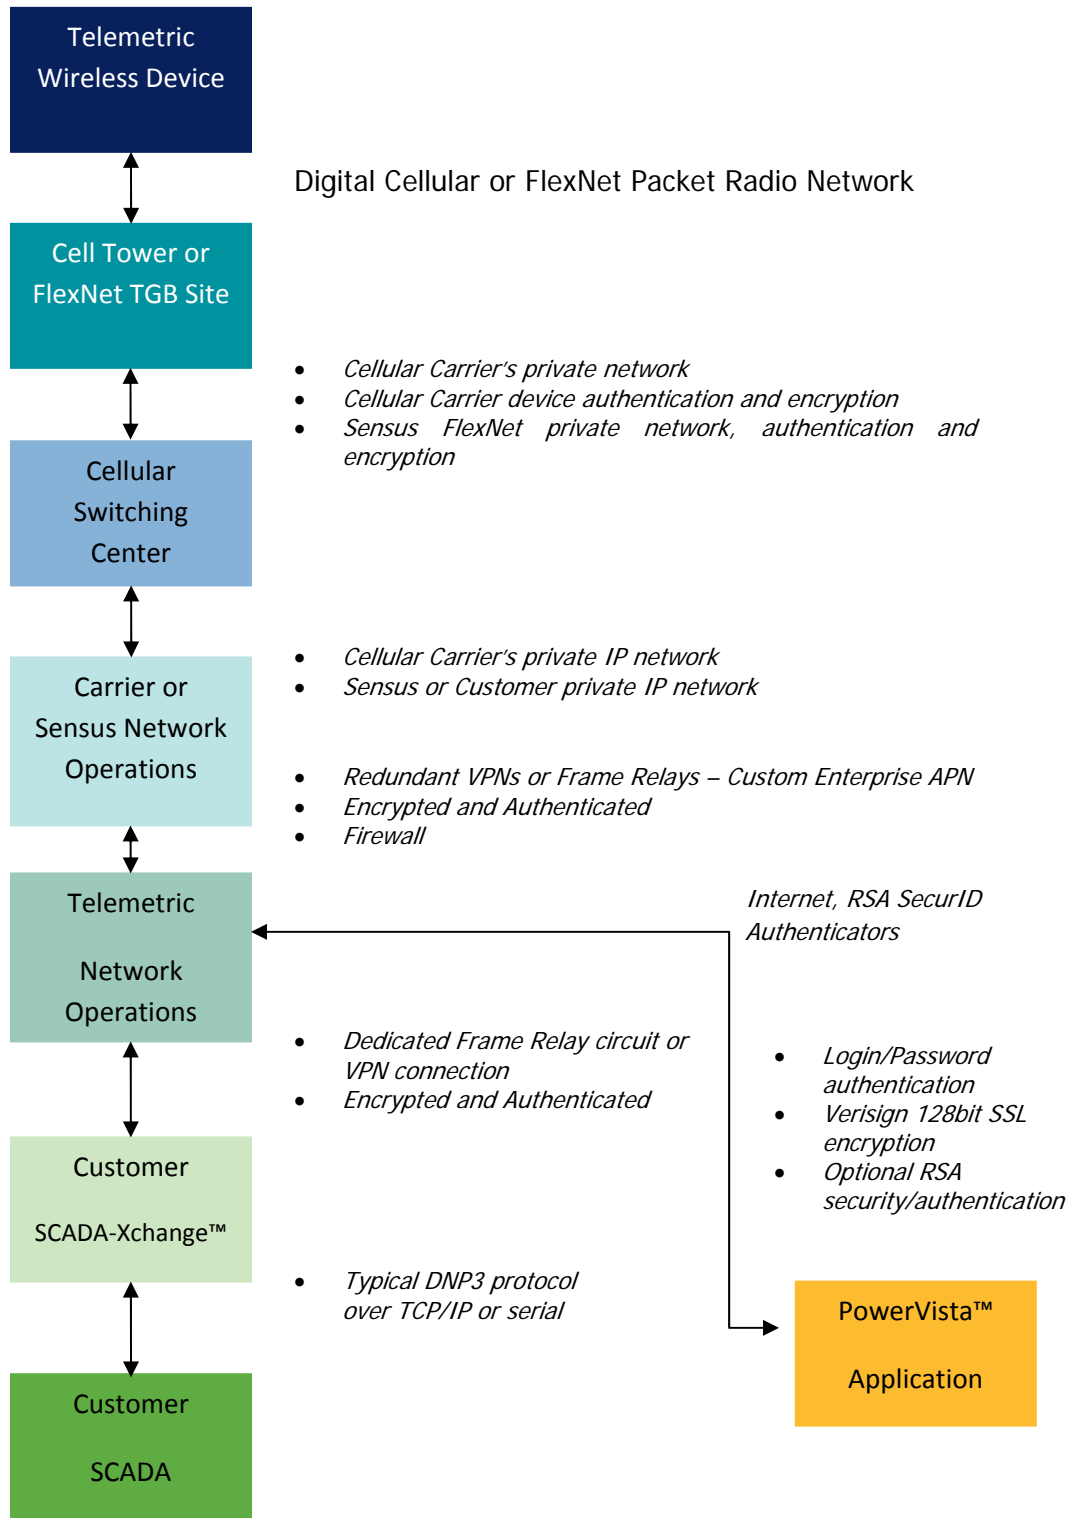 Telemetric
Wireless Device
Digital Cellular or FlexNet Packet Radio Network
Cell Tower or
FlexNet TGB Site
• Cellular Carrier's private network
• Cellular Carrier device authentication and encryption
• Sensus FlexNet private network, authentication and
encryption
Cellular
Switching
Center
• Cellular Carrier's private IP network
• Sensus or Customer private IP network
Carrier or
Sensus Network
Operations
• Redundant VPNs or Frame Relays – Custom Enterprise APN
• Encrypted and Authenticated
• Firewall
Telemetric
Network
Operations
Internet, RSA SecurID
Authenticators
• Dedicated Frame Relay circuit or
VPN connection
• Encrypted and Authenticated
• Login/Password
authentication
• Verisign 128bit SSL
encryption
• Optional RSA
security/authentication
Customer
SCADA-Xchange™
• Typical DNP3 protocol
over TCP/IP or serial
PowerVista™
Application
Customer
SCADA